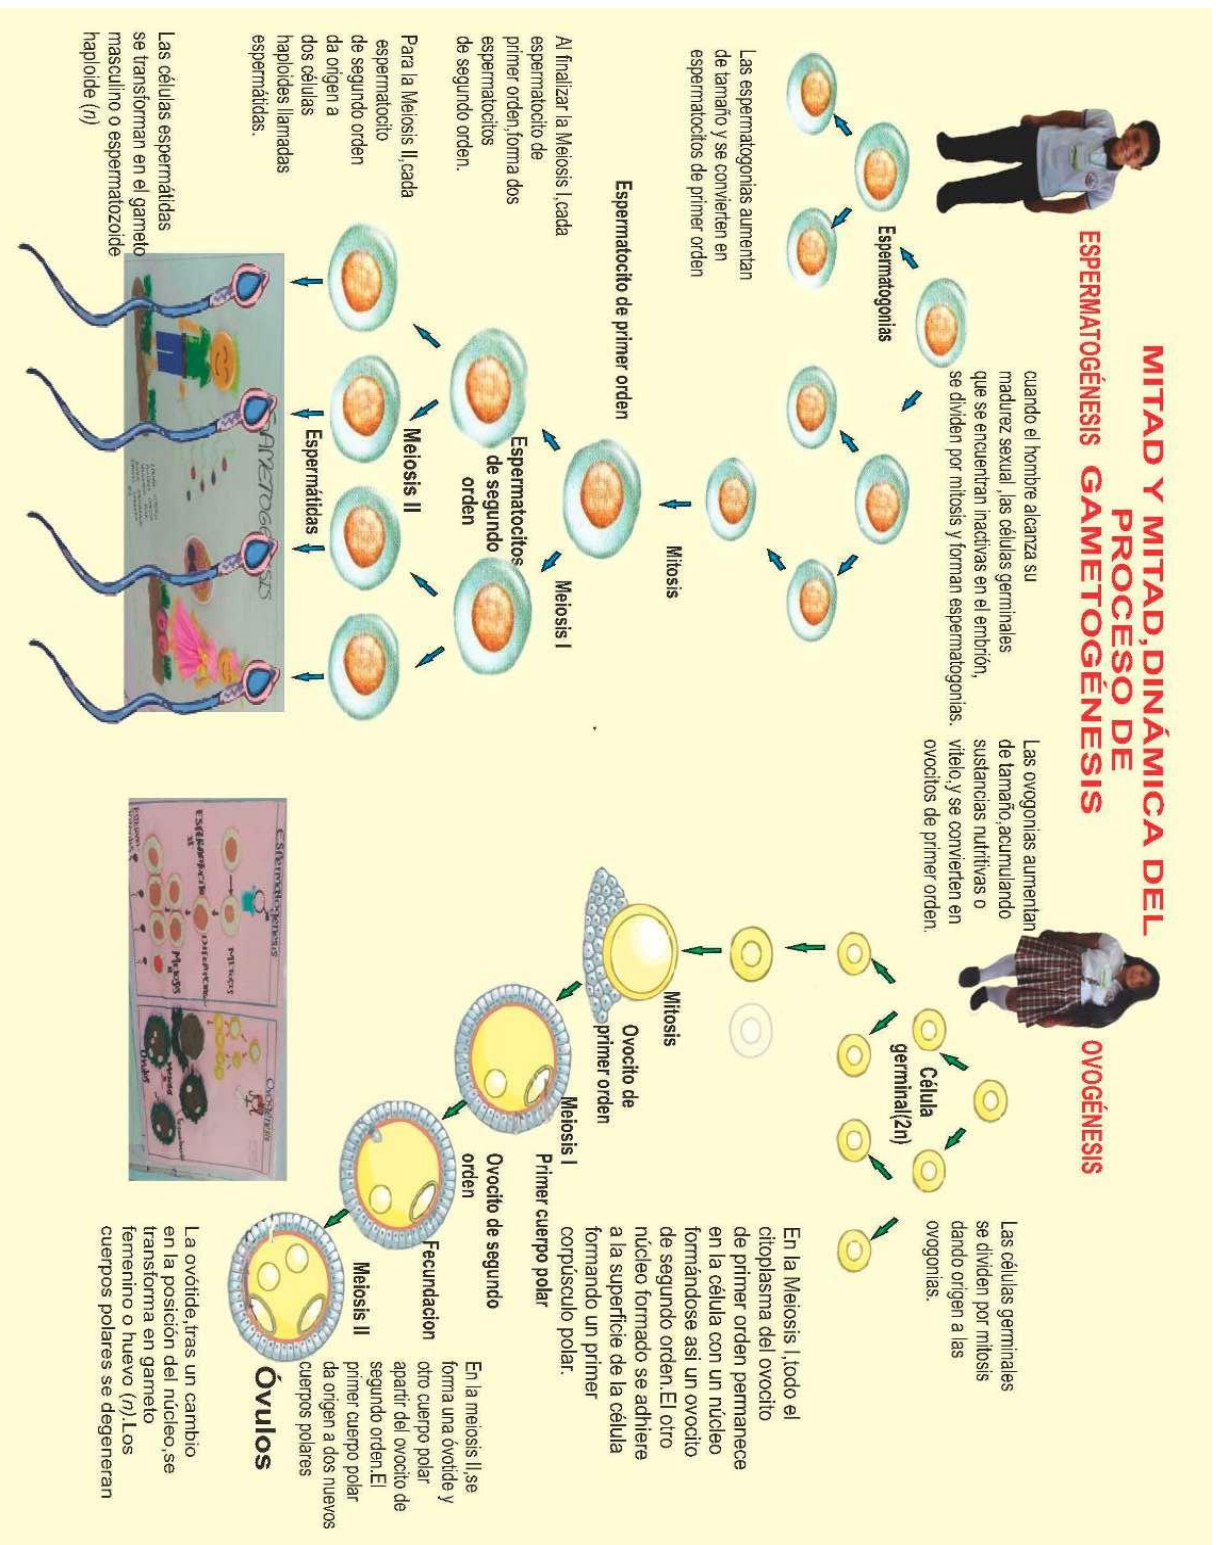 MITAD Y MITAD,DINÁMICA DEL
PROCESO DE
GAMETOGÉNESIS
ESPERMATOGÉNESIS
cuando el hombre alcanza su
madurez sexual ,las células germinales
que se encuentran inactivas en el embrión,
se dividen por mitosis y forman espermatogonias.
Espermatogonias
Las espermatogonias aumentan
de tamaño y se convierten en
espermatocitos de primer orden
Mitosis
Espermatocito de primer orden
Al finalizar la Meiosis I,cada
espermatocito de
primer orden,forma dos
espermatocitos
de segundo orden.
Meiosis I
Espermatocitos
de segundo
orden
Para la Meiosis II,cada
espermatocito
de segundo orden
da origen a
dos células
haploides llamadas
espermátidas.
Meiosis II
Espermátidas
Las células espermátidas
se transforman en el gameto
masculino o espermatozoide
haploide (n)
GAMETOGENESIS
OVOGÉNESIS
Las ovogonias aumentan
de tamaño,acumulando
sustancias nutritivas o
vitelo,y se convierten en
ovocitos de primer orden.
Las células germinales
se dividen por mitosis
dando origen a las
ovogonias.
Célula
germinal(2n)
Mitosis
Ovocito de
primer orden
En la Meiosis I,todo el
citoplasma del ovocito
de primer orden permanece
en la célula con un núcleo
formándose asi un ovocito
de segundo orden.El otro
núcleo formado se adhiere
a la superficie de la célula
formando un primer
corpúsculo polar.
Meiosis I
Primer cuerpo polar
Ovocito de segundo
orden
Fecundacion
Meiosis II
En la meiosis II,se
forma una óvotide y
otro cuerpo polar
apartir del ovocito de
segundo orden.El
primer cuerpo polar
da origen a dos nuevos
cuerpos polares
Óvulos
La ovótide,tras un cambio
en la posición del núcleo,se
transforma en gameto
femenino o huevo (n).Los
cuerpos polares se degeneran
Espermatogenesis
Ovogenesis